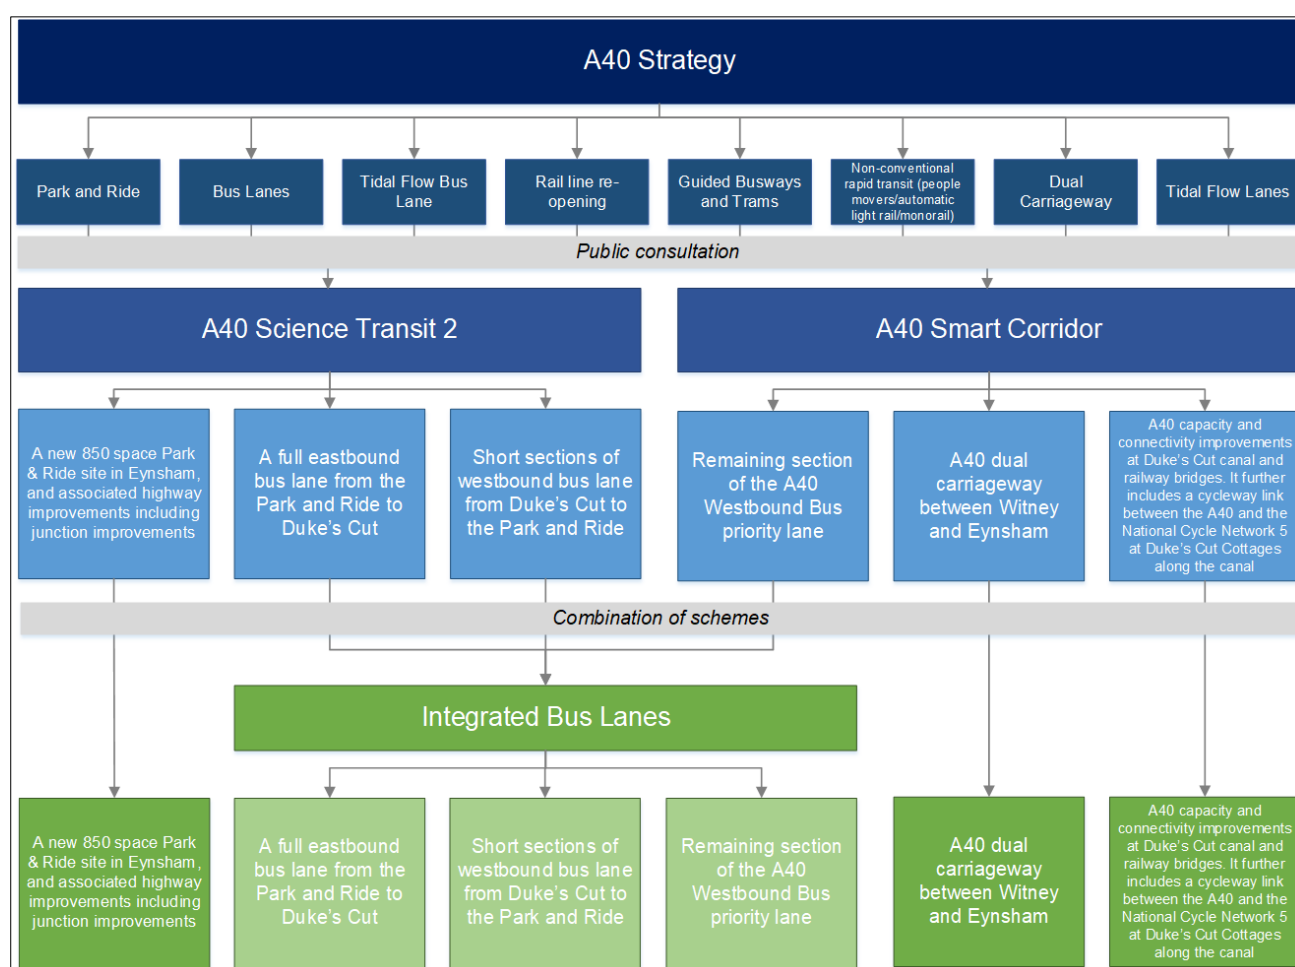 A40 Strategy
Park and Ride
Bus Lanes
Tidal Flow Bus
Lane
Rail line re-
opening
Guided Busways
and Trams
Non-conventional
rapid transit (people
movers/automatic
light rail/monorail)
Dual
Carriageway
Tidal Flow Lanes
Public consultation
A40 Science Transit 2
A40 Smart Corridor
A new 850 space Park
& Ride site in Eynsham,
and associated highway
improvements including
junction improvements
A full eastbound
bus lane from the
Park and Ride to
Duke's Cut
Short sections of
westbound bus lane
from Duke's Cut to
the Park and Ride
Remaining section
of the A40
Westbound Bus
priority lane
A40 dual
carriageway
between Witney
and Eynsham
A40 capacity and
connectivity improvements
at Duke's Cut canal and
railway bridges. It further
includes a cycleway link
between the A40 and the
National Cycle Network 5
at Duke's Cut Cottages
along the canal
Combination of schemes
Integrated Bus Lanes
A new 850 space Park
& Ride site in Eynsham,
and associated highway
improvements including
junction improvements
A full eastbound
bus lane from the
Park and Ride to
Duke's Cut
Short sections of
westbound bus lane
from Duke's Cut to
the Park and Ride
Remaining section
of the A40
Westbound Bus
priority lane
A40 dual
carriageway
between Witney
and Eynsham
A40 capacity and
connectivity improvements
at Duke's Cut canal and
railway bridges. It further
includes a cycleway link
between the A40 and the
National Cycle Network 5
at Duke's Cut Cottages
along the canal